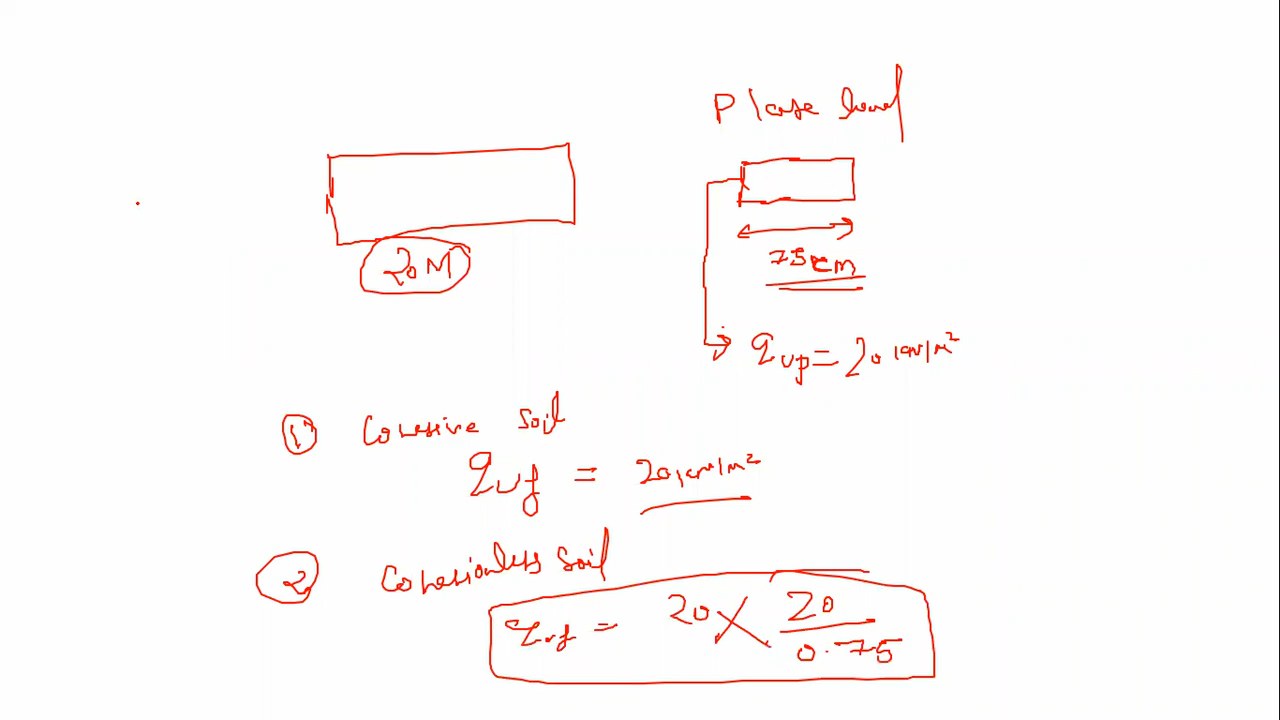 Plate load
20 M
75cm
qup = 20 kN/m²
1 Cohesive soil
quf = 20 kN/m²
2 Cohesionless soil
quf = 20 × 20/0.75